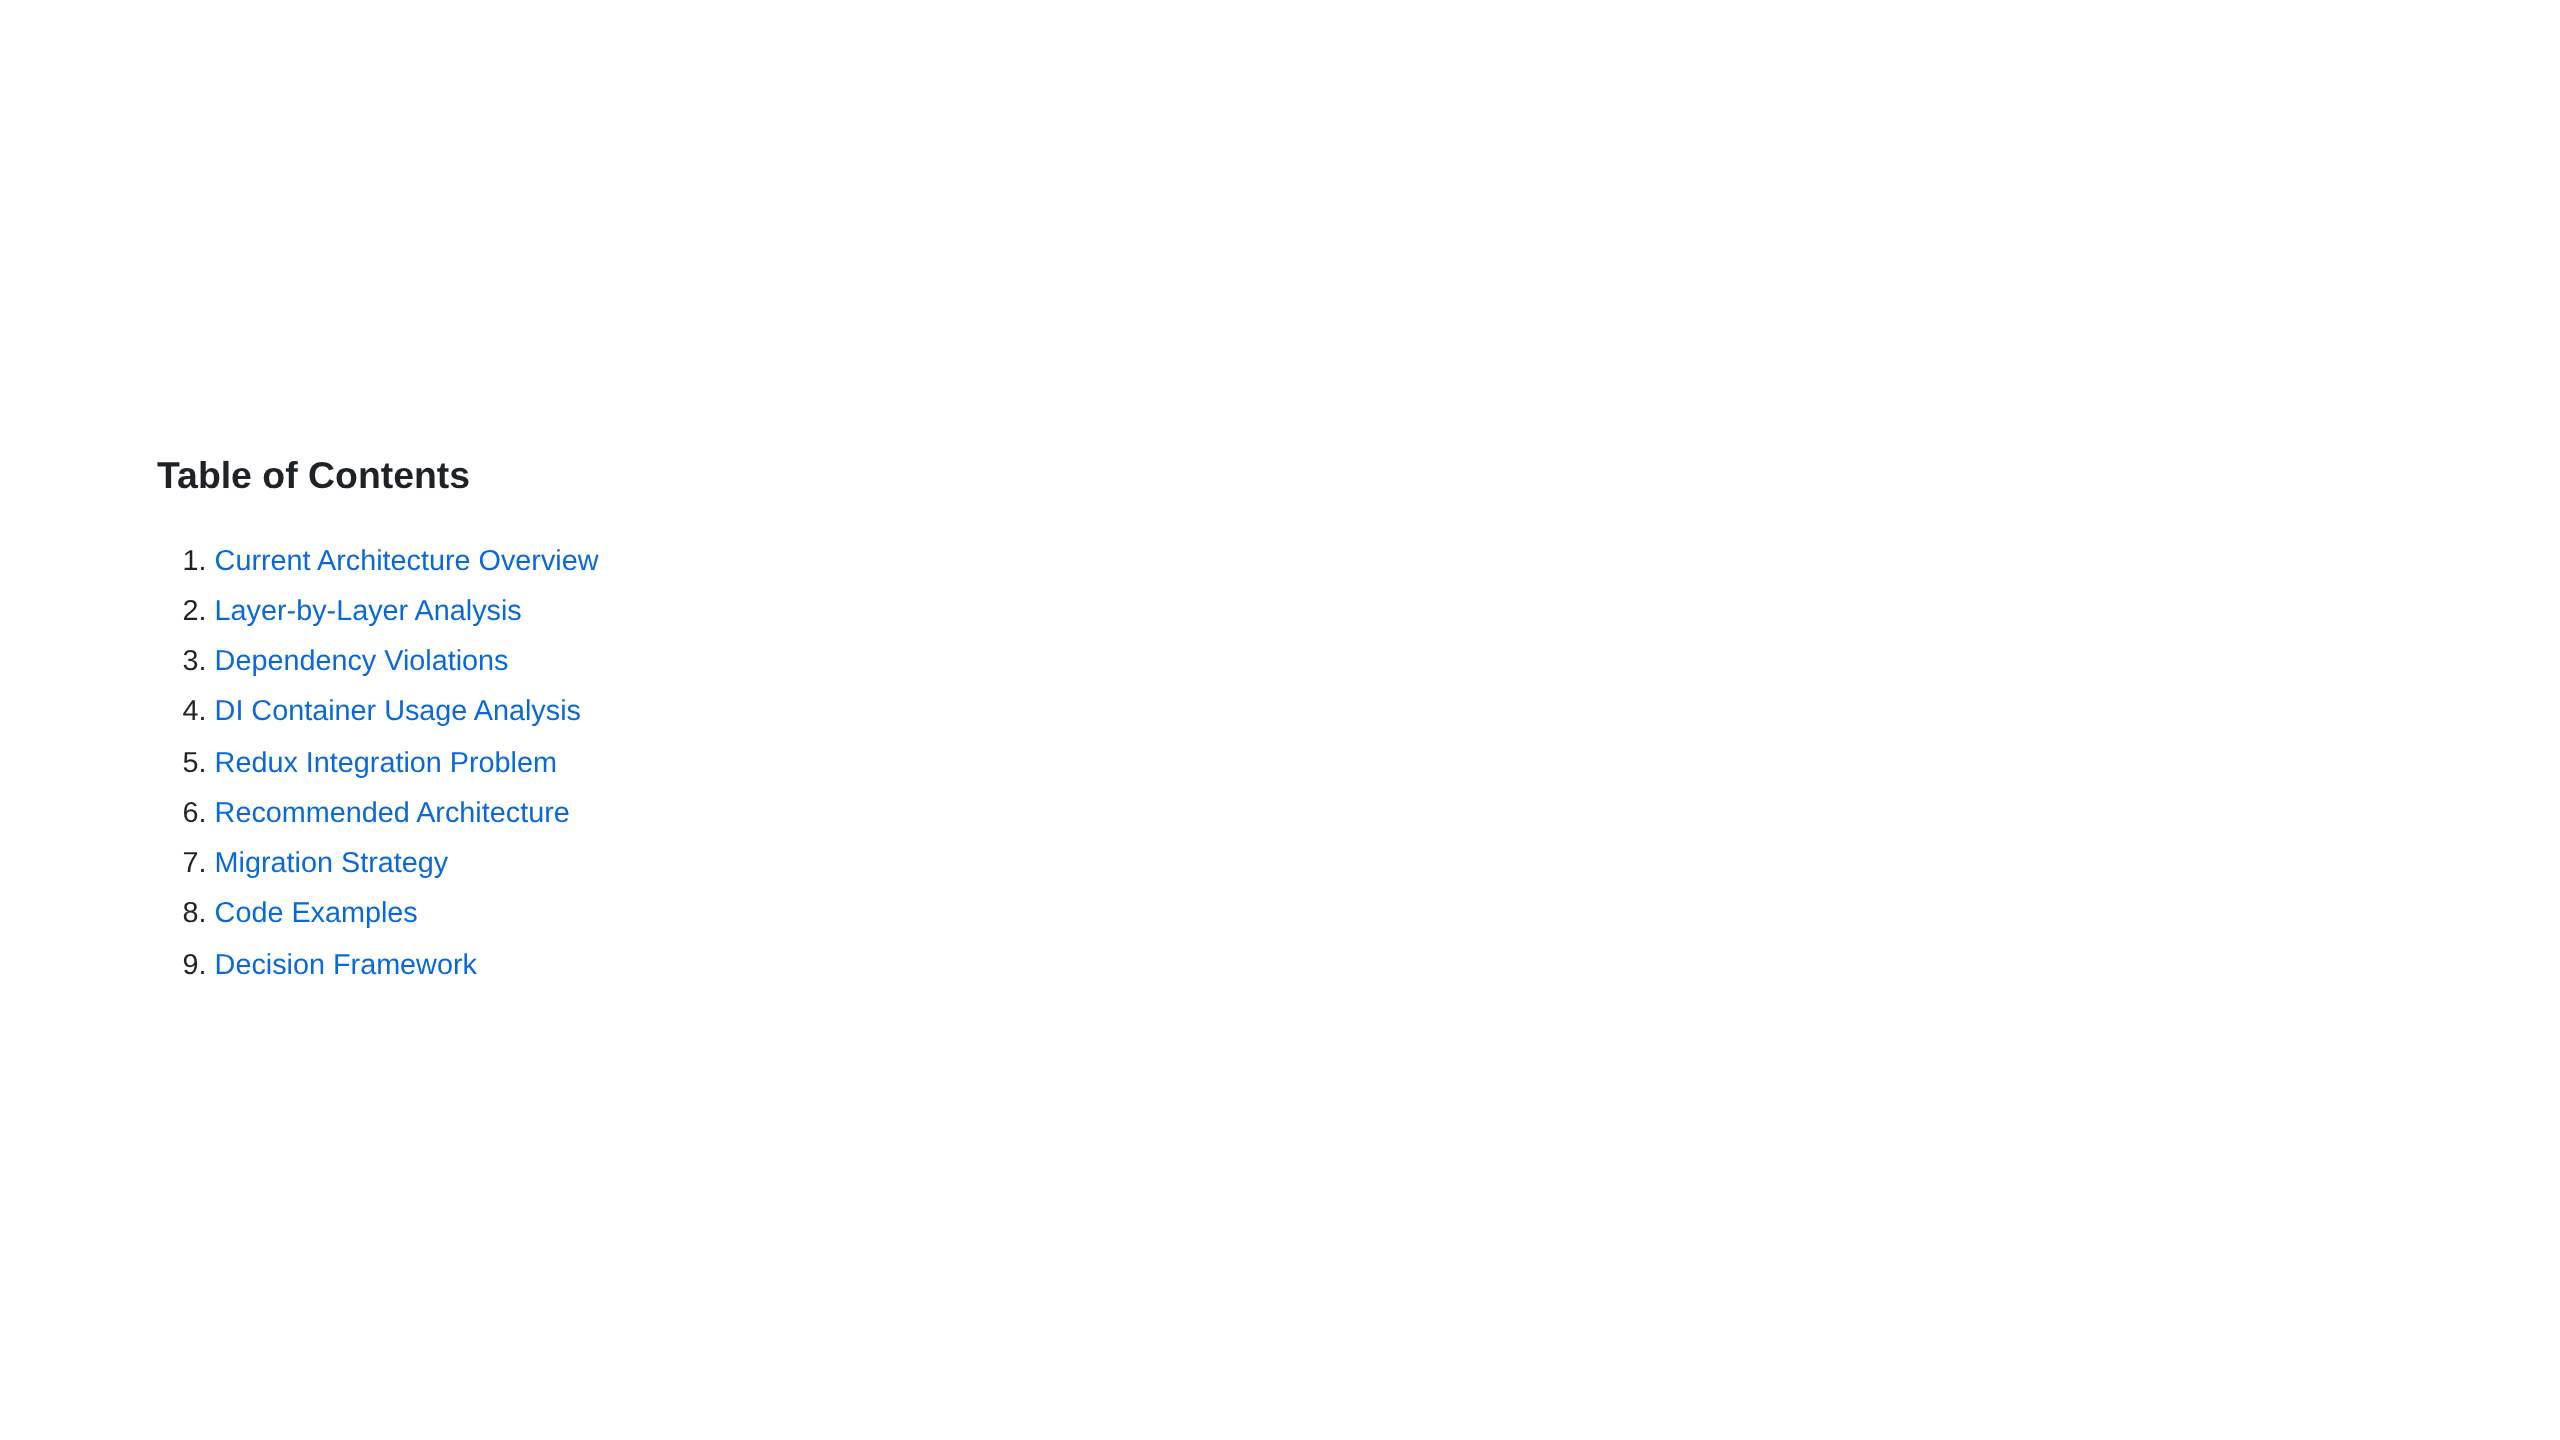 Table of Contents
1. Current Architecture Overview
2. Layer-by-Layer Analysis
3. Dependency Violations
4. DI Container Usage Analysis
5. Redux Integration Problem
6. Recommended Architecture
7. Migration Strategy
8. Code Examples
9. Decision Framework